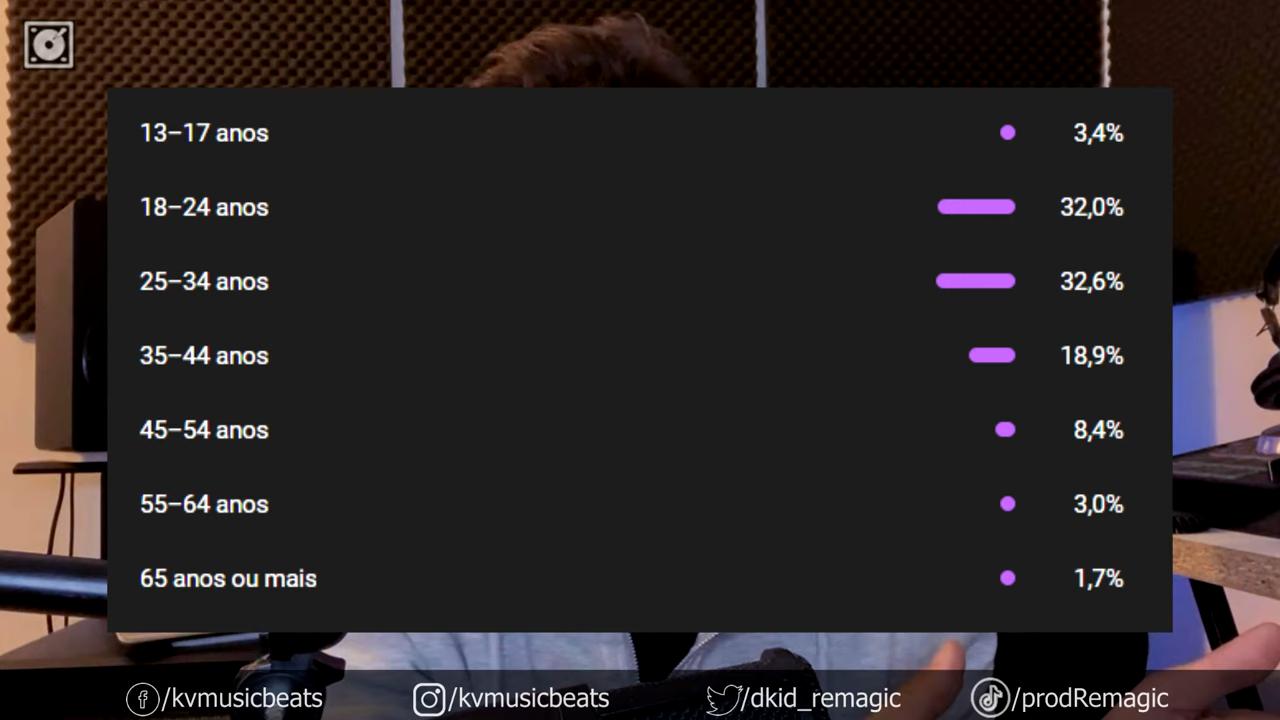 13–17 anos 3,4%
18–24 anos 32,0%
25–34 anos 32,6%
35–44 anos 18,9%
45–54 anos 8,4%
55–64 anos 3,0%
65 anos ou mais 1,7%
/kvmusicbeats /kvmusicbeats /dkid_remagic /prodRemagic